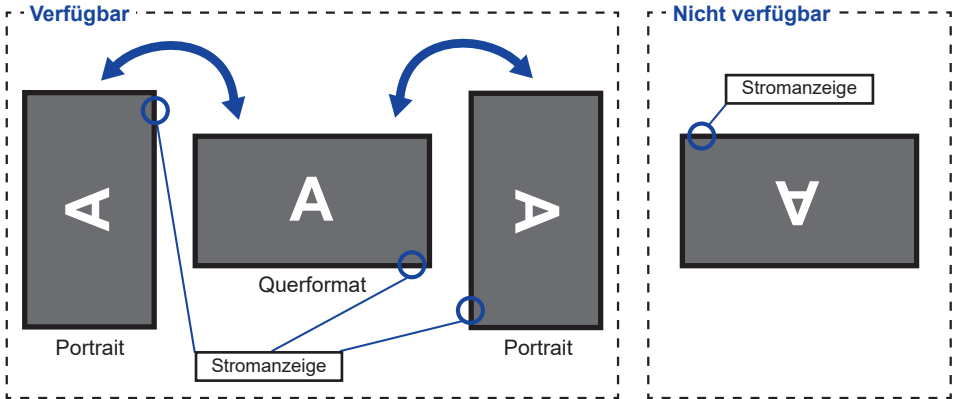 Verfügbar
A
A
A
Querformat
Portrait
Portrait
Stromanzeige
Nicht verfügbar
Stromanzeige
A